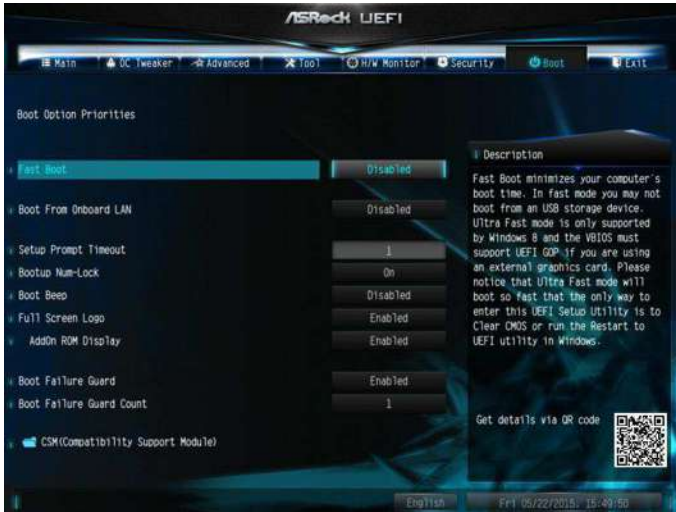 ASRock UEFI
Main OC Tweaker Advanced Tool H/W Monitor Security Boot Exit
Boot Option Priorities
Fast Boot Disabled
Boot From Onboard LAN Disabled
Setup Prompt Timeout 1
Bootup Num-Lock On
Boot Beep Disabled
Full Screen Logo Enabled
AddOn ROM Display Enabled
Boot Failure Guard Enabled
Boot Failure Guard Count 1
CSM(Compatibility Support Module)
Description
Fast Boot minimizes your computer's
boot time. In fast mode you may not
boot from an USB storage device.
Ultra Fast mode is only supported
by Windows 8 and the VBIOS must
support UEFI GOP if you are using
an external graphics card. Please
notice that Ultra Fast mode will
boot so fast that the only way to
enter this UEFI Setup Utility is to
Clear CMOS or run the Restart to
UEFI utility in Windows.
Get details via QR code
English Fri 05/22/2015, 15:49:50